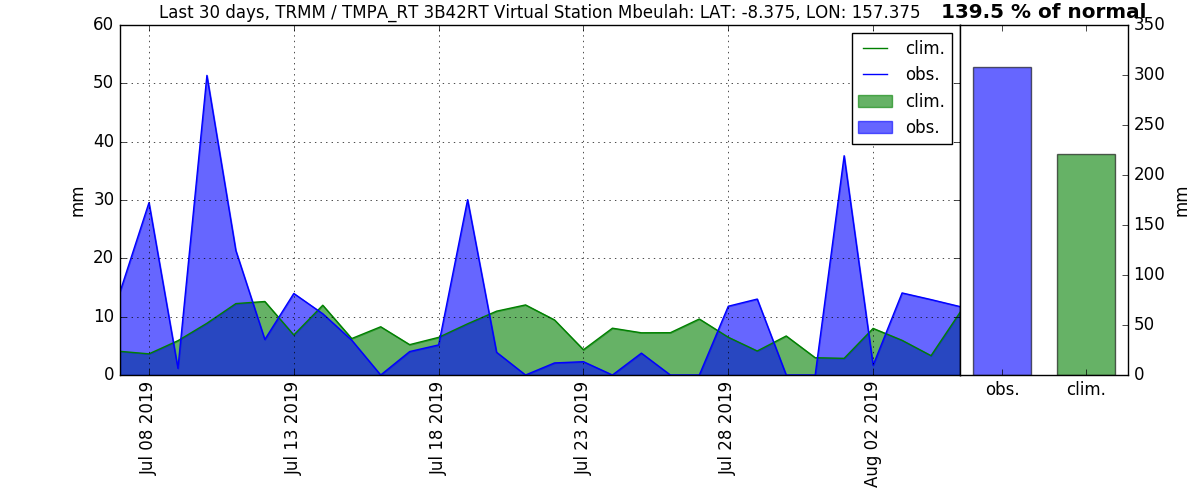 Last 30 days, TRMM / TMPA_RT 3B42RT Virtual Station Mbeulah: LAT: -8.375, LON: 157.375
139.5 % of normal
60
50
40
30
20
10
0
mm
clim.
obs.
clim.
obs.
Jul 08 2019
Jul 13 2019
Jul 18 2019
Jul 23 2019
Jul 28 2019
Aug 02 2019
350
300
250
200
150
100
50
0
mm
obs.
clim.